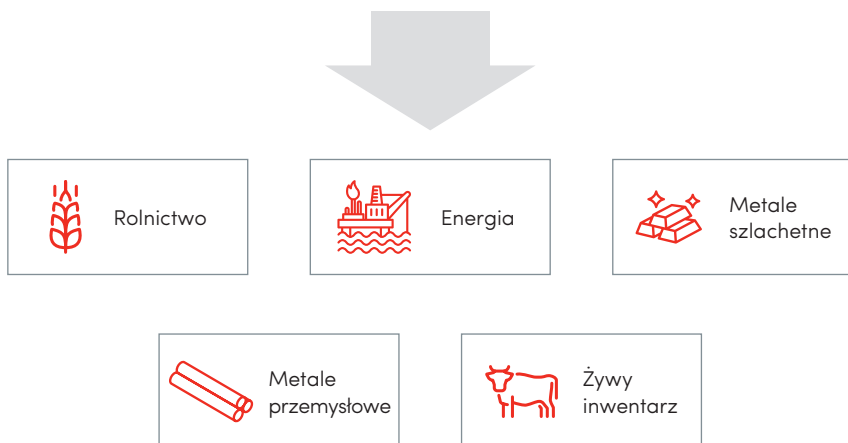 Rolnictwo
Energia
Metale
szlachetne
Metale
przemysłowe
Żywy
inwentarz